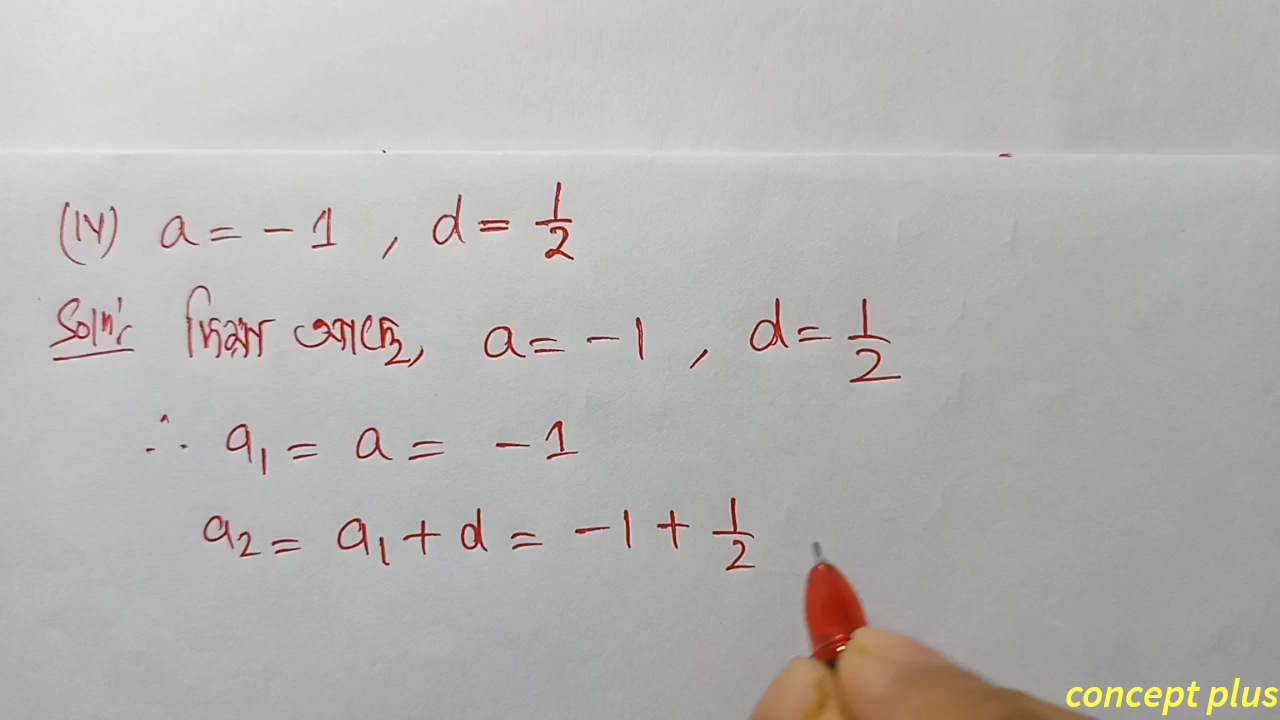 (iv) a = -1 , d = 1/2
Soln: দিয়া আছে, a = -1 , d = 1/2
∴ a₁ = a = -1
a₂ = a₁ + d = -1 + 1/2
concept plus